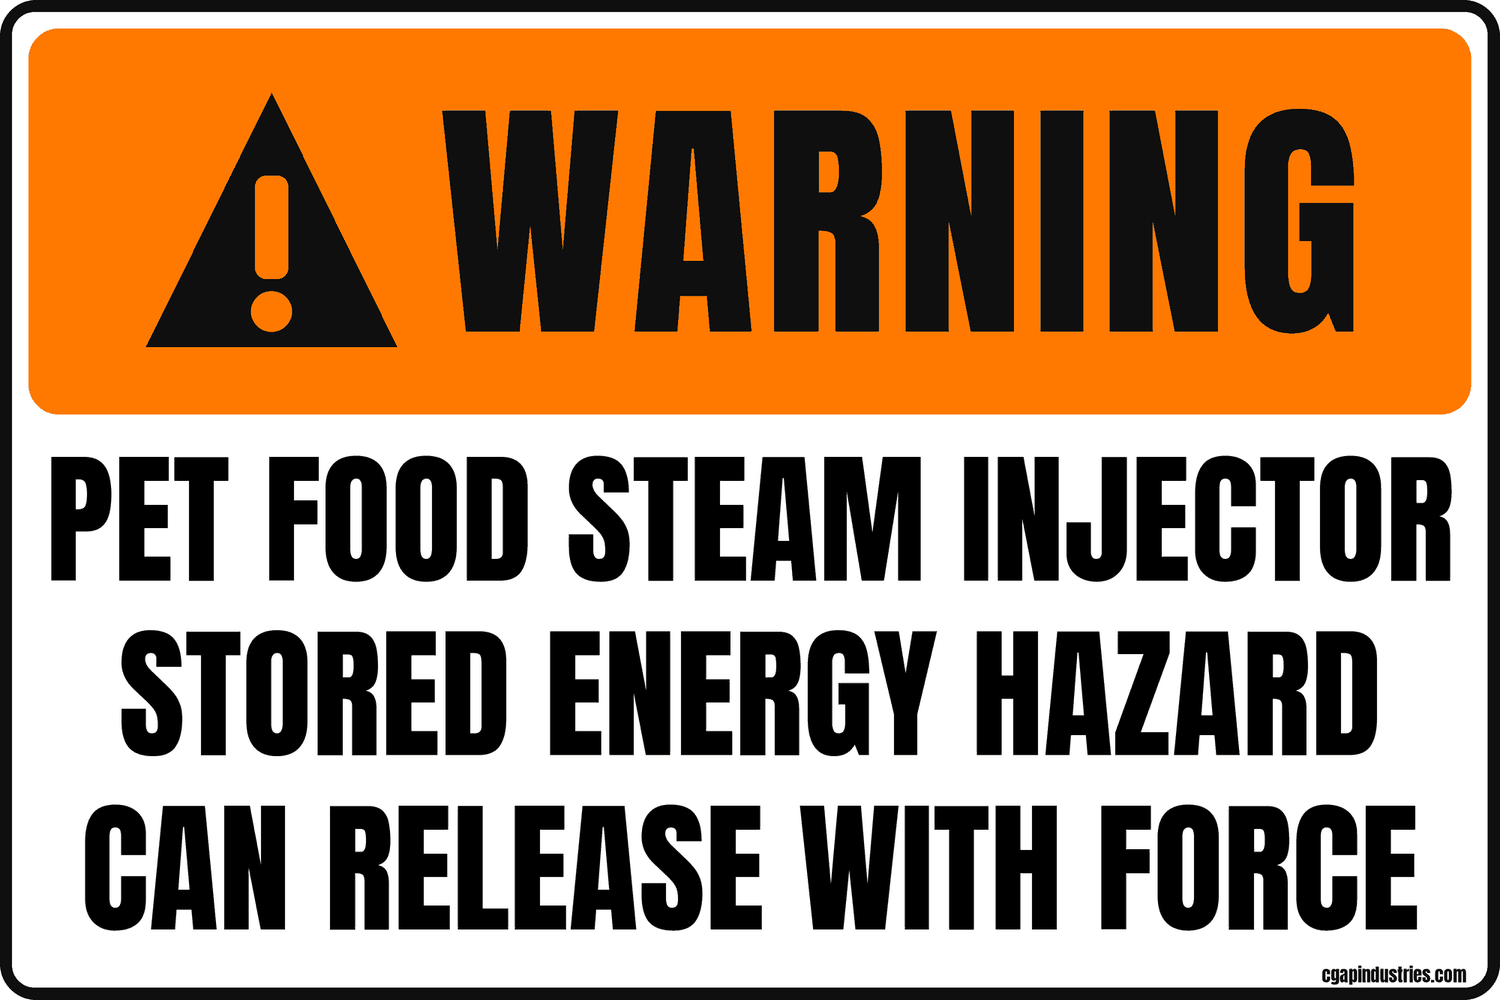 WARNING
PET FOOD STEAM INJECTOR
STORED ENERGY HAZARD
CAN RELEASE WITH FORCE
cgapindustries.com